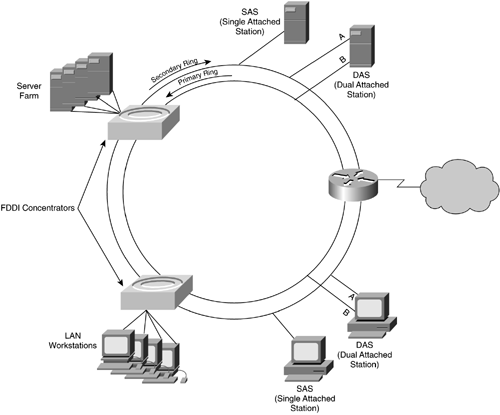 SAS
(Single Attached
Station)
A
B
DAS
(Dual Attached
Station)
Secondary Ring
Primary Ring
Server
Farm
FDDI Concentrators
LAN
Workstations
A
B
DAS
(Dual Attached
Station)
SAS
(Single Attached
Station)